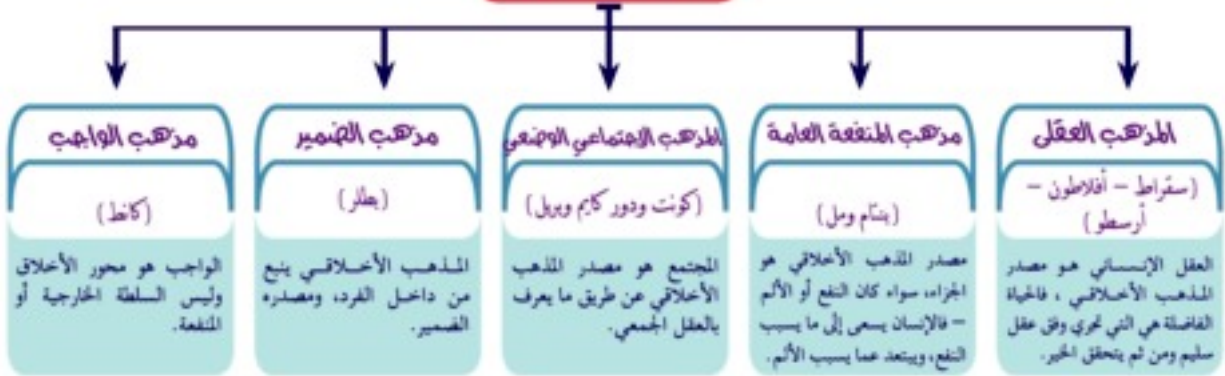 المذهب العقلى
(سقراط – أفلاطون –
أرسطو)
العقل الإنساني هو مصدر
المذهب الأخلاقي، فالحياة
الفاضلة هي التي تجري وفق عقل
سليم ومن ثم يتحقق الخير.
مذهب المنفعة العامة
(بنتام ومل)
مصدر المذهب الأخلاقي هو
الجزاء، سواء كان النفع أو الألم
– فالإنسان يسعى إلى ما يسبب
النفع، ويبتعد عما يسبب الألم.
المذهب الاجتماعي الوضعي
(كونت ودور كايم وبريل)
المجتمع هو مصدر المذهب
الأخلاقي عن طريق ما يعرف
بالعقل الجمعي.
مذهب الضمير
(بطلر)
المذهب الأخلاقي ينبع
من داخل الفرد، ومصدره
الضمير.
مذهب الواجب
(كانط)
الواجب هو محور الأخلاق
وليس السلطة الخارجية أو
المنفعة.